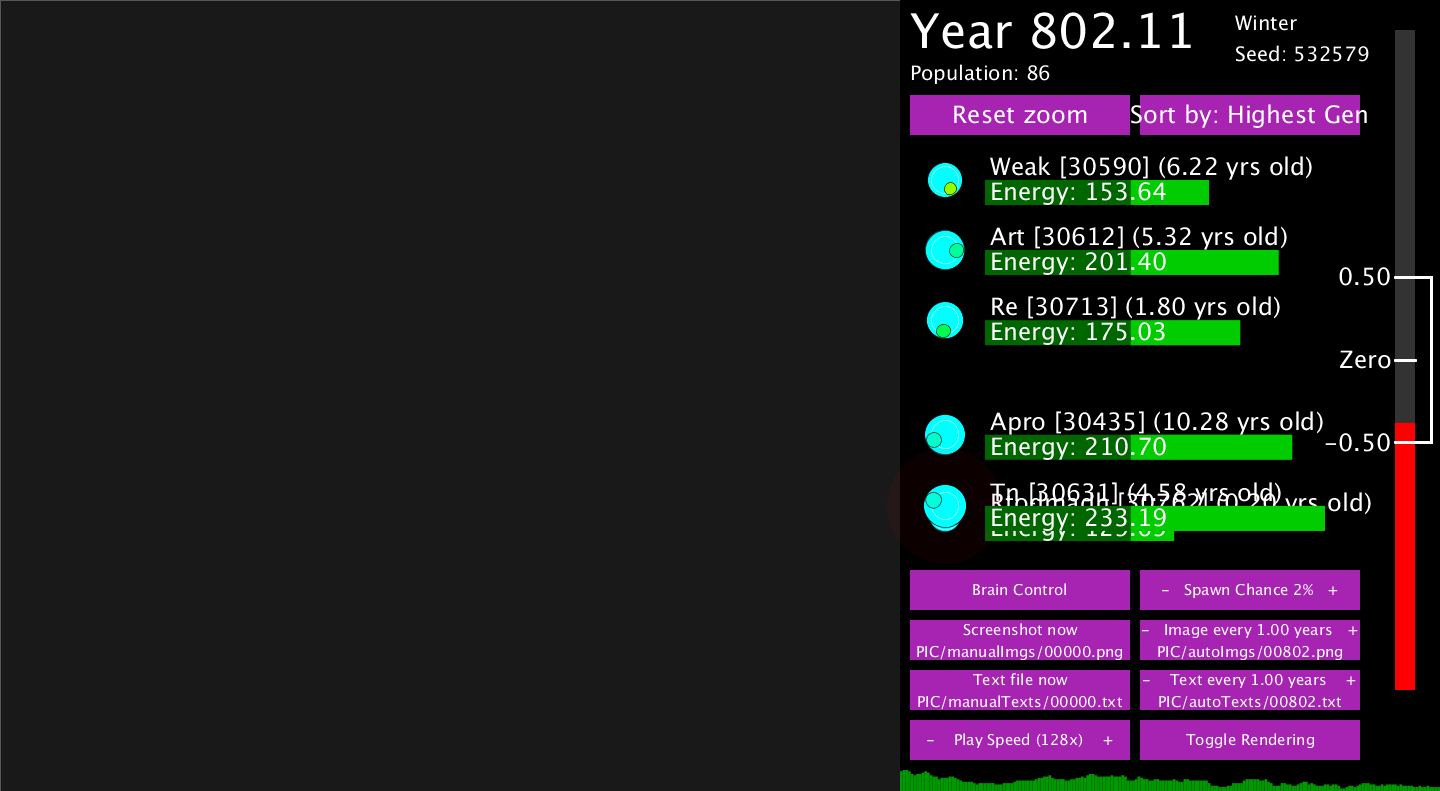 Year 802.11
Winter
Seed: 532579
Population: 86
Reset zoom
Sort by: Highest Gen
Weak [30590] (6.22 yrs old)
Energy: 153.64
Art [30612] (5.32 yrs old)
Energy: 201.40
Re [30713] (1.80 yrs old)
Energy: 175.03
0.50
Zero
-0.50
Apro [30435] (10.28 yrs old)
Energy: 210.70
Tn [30631] (4.58 yrs old)
[30762] (0.20 yrs old)
Energy: 233.19
Energy:
Brain Control
- Spawn Chance 2% +
Screenshot now
PIC/manualImgs/00000.png
- Image every 1.00 years +
PIC/autoImgs/00802.png
Text file now
PIC/manualTexts/00000.txt
- Text every 1.00 years +
PIC/autoTexts/00802.txt
- Play Speed (128x) +
Toggle Rendering